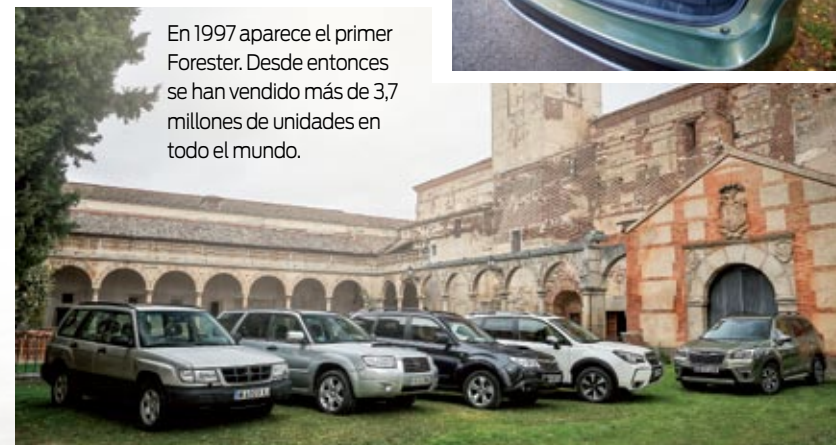 En 1997 aparece el primer
Forester. Desde entonces
se han vendido más de 3,7
millones de unidades en
todo el mundo.